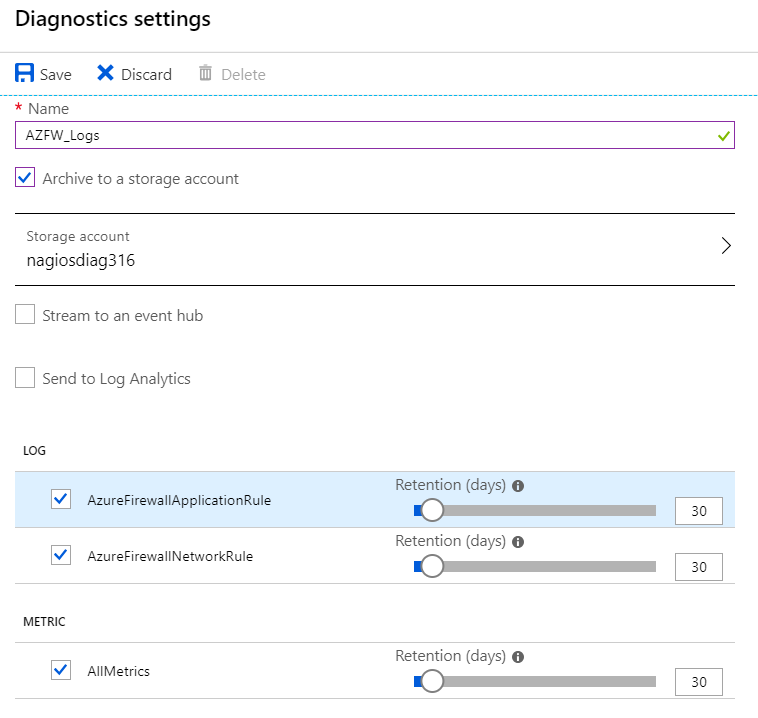 Diagnostics settings
Save Discard Delete
* Name
AZFW_Logs
Archive to a storage account
Storage account
nagiosdiag316
Stream to an event hub
Send to Log Analytics
LOG
Retention (days)
AzureFirewallApplicationRule
30
Retention (days)
AzureFirewallNetworkRule
30
METRIC
Retention (days)
AllMetrics
30